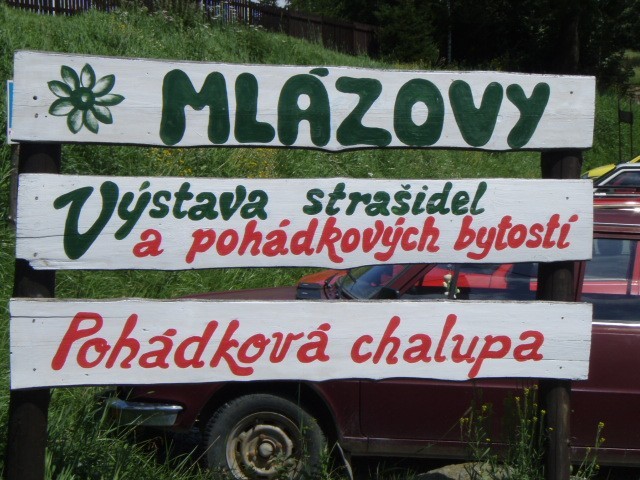 MLÁZOVY
Výstava strašidel
a pohádkových bytostí
Pohádková chalupa